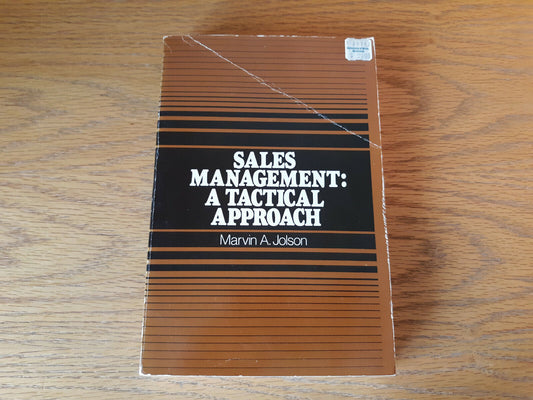 SALES
MANAGEMENT:
A TACTICAL
APPROACH
Marvin A. Jolson